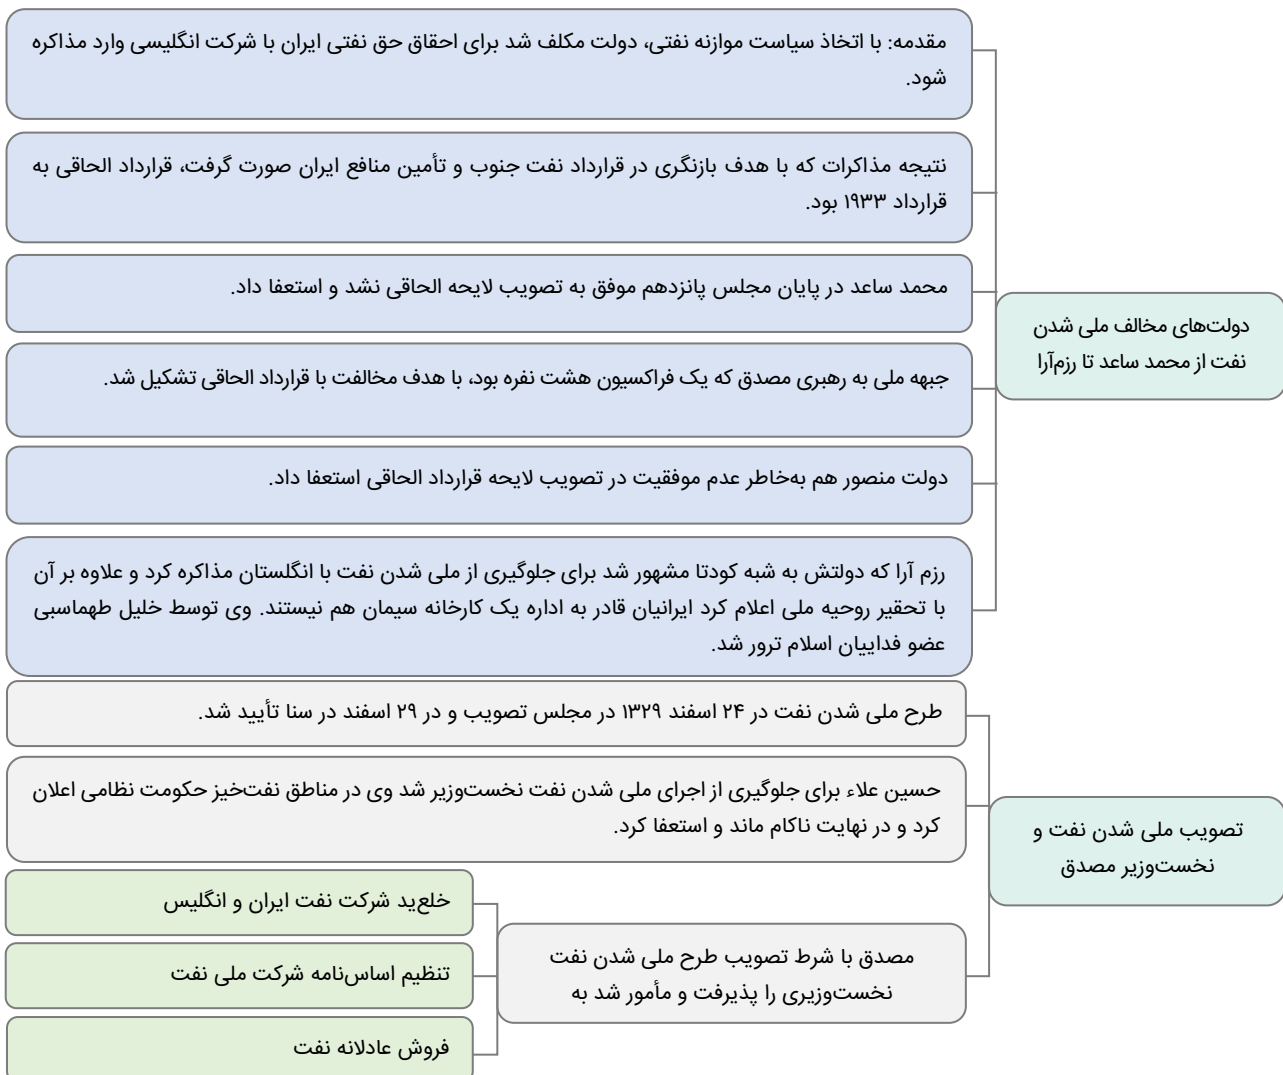 دولت‌های مخالف ملی شدن
نفت از محمد ساعد تا رزم‌آرا
مقدمه: با اتخاذ سیاست موازنه نفتی، دولت مکلف شد برای احقاق حق نفتی ایران با شرکت انگلیسی وارد مذاکره
شود.
نتیجه مذاکرات که با هدف بازنگری در قرارداد نفت جنوب و تأمین منافع ایران صورت گرفت، قرارداد الحاقی به
قرارداد ۱۹۳۳ بود.
محمد ساعد در پایان مجلس پانزدهم موفق به تصویب لایحه الحاقی نشد و استعفا داد.
جبهه ملی به رهبری مصدق که یک فراکسیون هشت نفره بود، با هدف مخالفت با قرارداد الحاقی تشکیل شد.
دولت منصور هم به‌خاطر عدم موفقیت در تصویب لایحه قرارداد الحاقی استعفا داد.
رزم آرا که دولتش به شبه کودتا مشهور شد برای جلوگیری از ملی شدن نفت با انگلستان مذاکره کرد و علاوه بر آن
با تحقیر روحیه ملی اعلام کرد ایرانیان قادر به اداره یک کارخانه سیمان هم نیستند. وی توسط خلیل طهماسبی
عضو فداییان اسلام ترور شد.
تصویب ملی شدن نفت و
نخست‌وزیر مصدق
طرح ملی شدن نفت در ۲۴ اسفند ۱۳۲۹ در مجلس تصویب و در ۲۹ اسفند در سنا تأیید شد.
حسین علاء برای جلوگیری از اجرای ملی شدن نفت نخست‌وزیر شد وی در مناطق نفت‌خیز حکومت نظامی اعلان
کرد و در نهایت ناکام ماند و استعفا کرد.
مصدق با شرط تصویب طرح ملی شدن نفت
نخست‌وزیری را پذیرفت و مأمور شد به
خلع‌ید شرکت نفت ایران و انگلیس
تنظیم اساس‌نامه شرکت ملی نفت
فروش عادلانه نفت